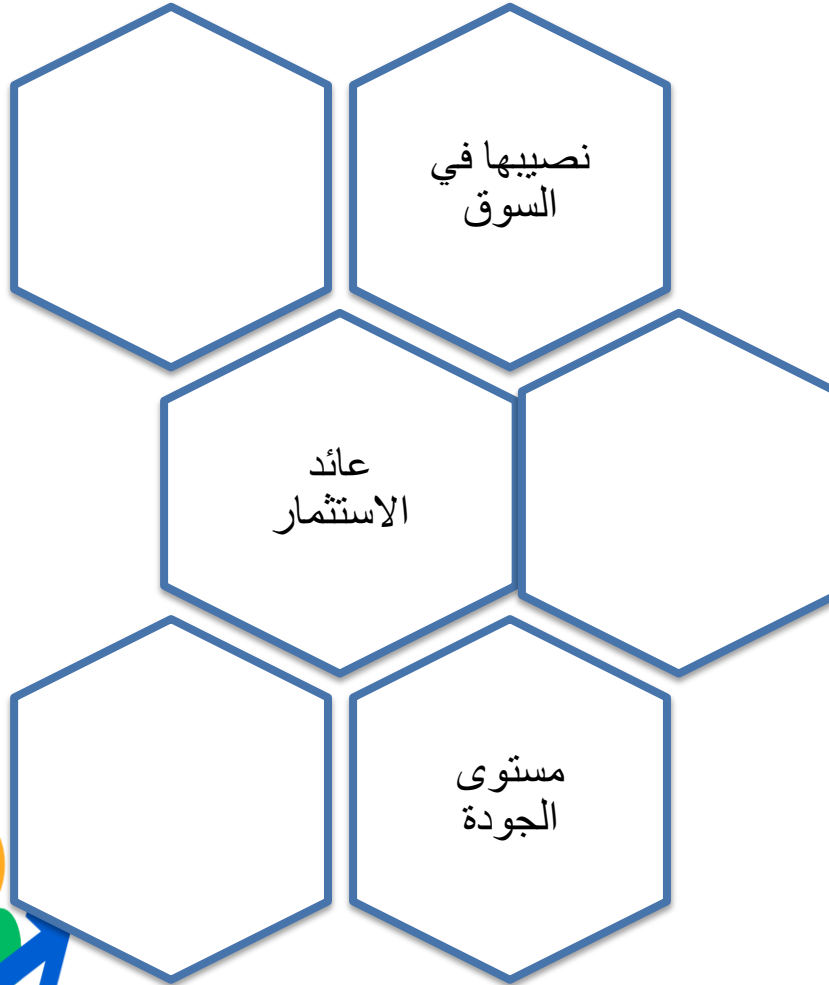 نصيبها في
السوق
عائد
الاستثمار
مستوى
الجودة